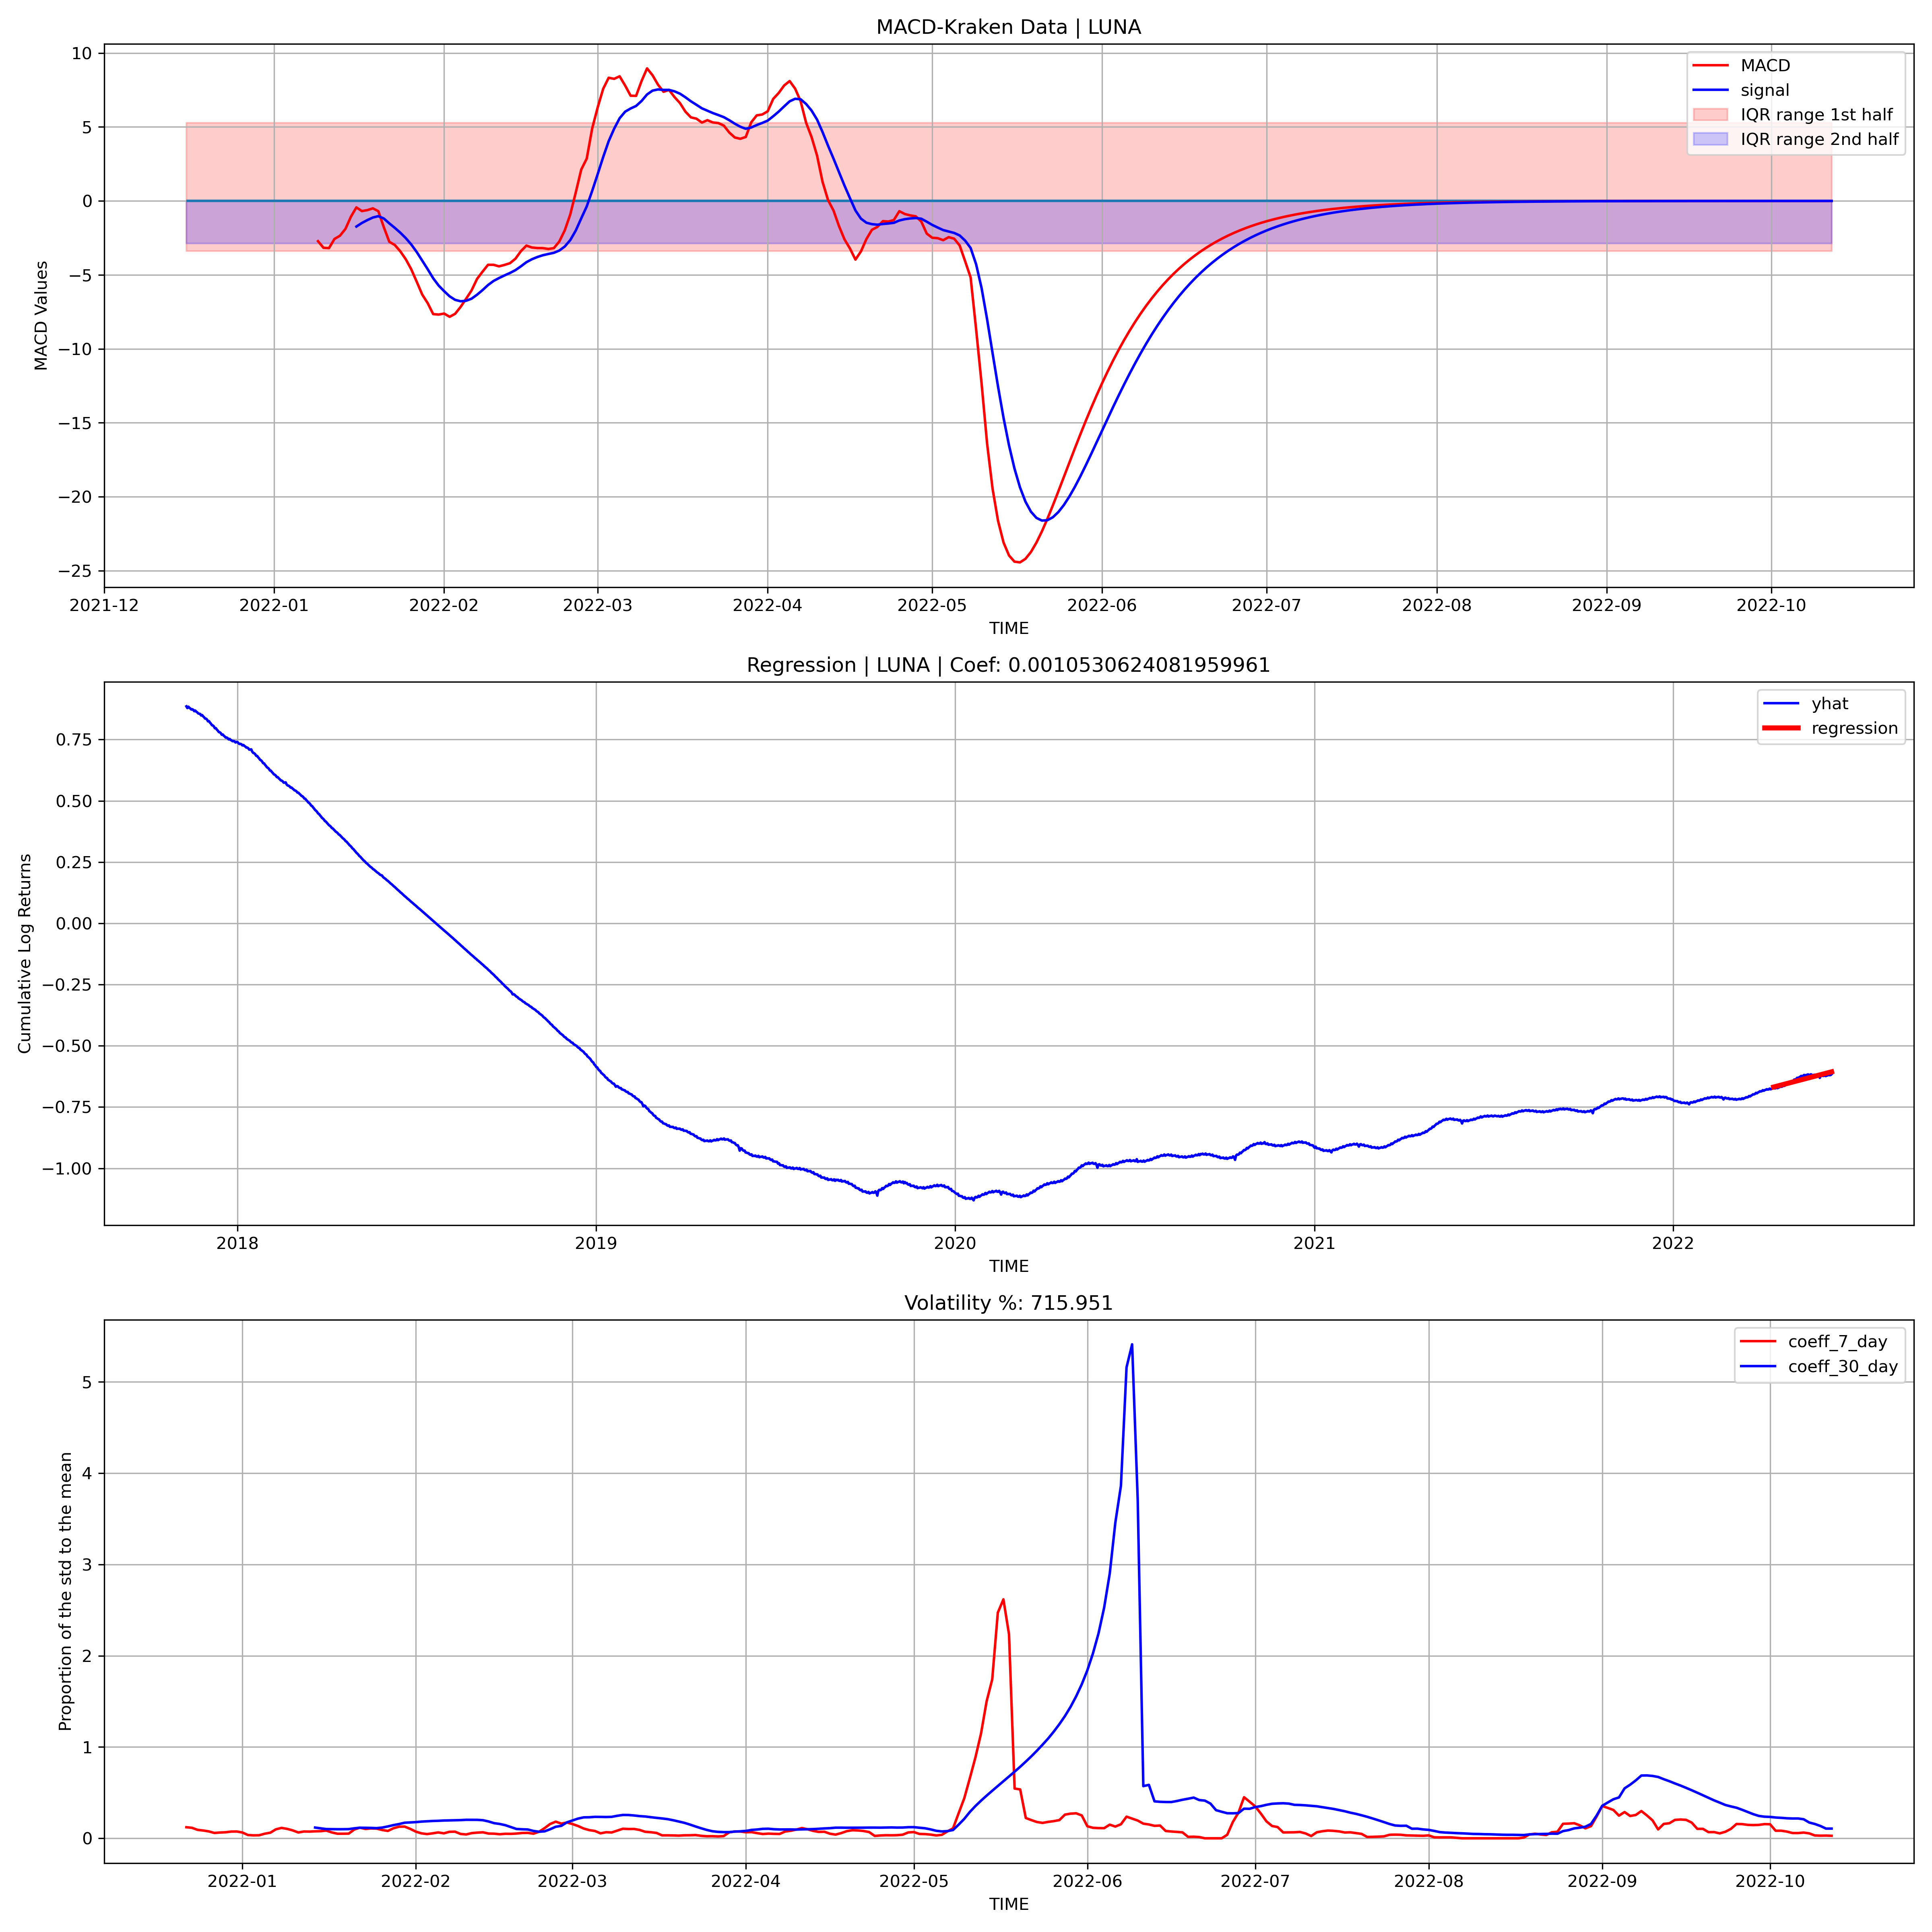 MACD-Kraken Data | LUNA
MACD Values
10
5
0
−5
−10
−15
−20
−25
MACD
signal
IQR range 1st half
IQR range 2nd half
2021-12 2022-01 2022-02 2022-03 2022-04 2022-05 2022-06 2022-07 2022-08 2022-09 2022-10
TIME
Regression | LUNA | Coef: 0.0010530624081959961
Cumulative Log Returns
0.75
0.50
0.25
0.00
−0.25
−0.50
−0.75
−1.00
yhat
regression
2018 2019 2020 2021 2022
TIME
Volatility %: 715.951
Proportion of the std to the mean
5
4
3
2
1
0
coeff_7_day
coeff_30_day
2022-01 2022-02 2022-03 2022-04 2022-05 2022-06 2022-07 2022-08 2022-09 2022-10
TIME